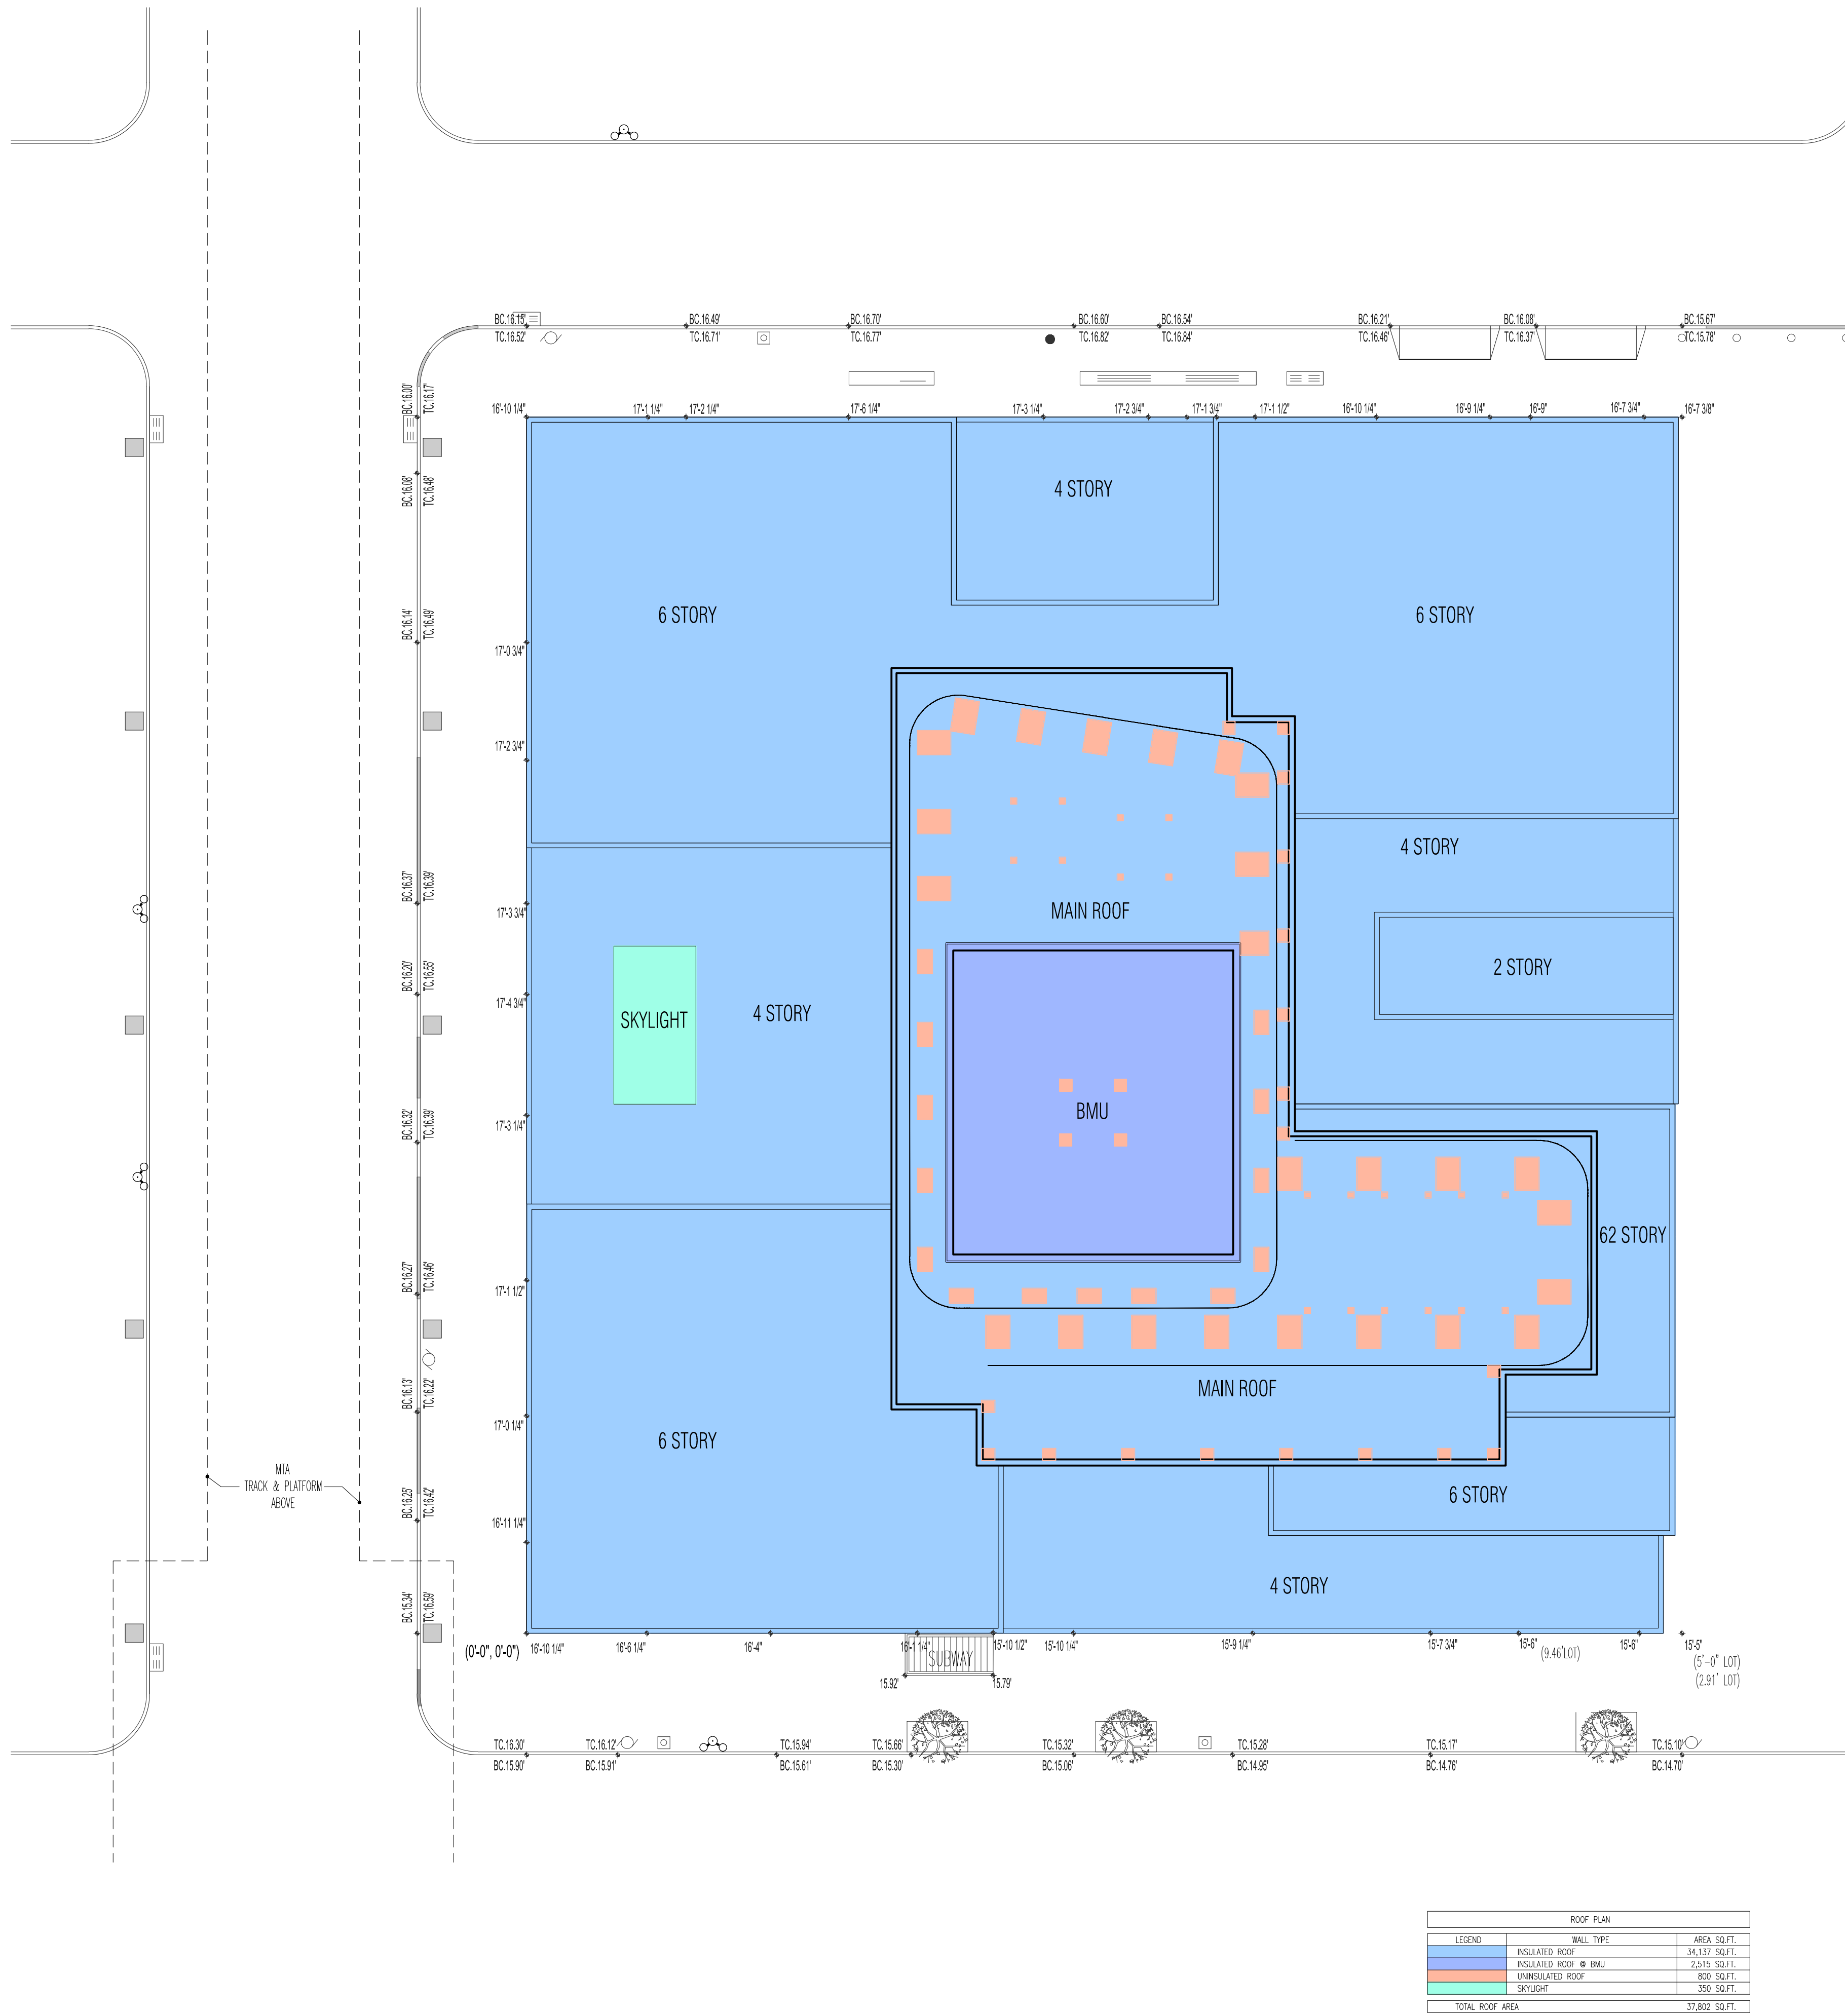 BC.16.15'
TC.16.52'
BC.16.49'
TC.16.71'
BC.16.70'
TC.16.77'
BC.16.60'
TC.16.82'
BC.16.54'
TC.16.84'
BC.16.21'
TC.16.46'
BC.16.08'
TC.16.37'
BC.15.67'
TC.15.78'
BC.16.00'
TC.16.17'
16'-10 1/4"
17'-1 1/4"
17'-2 1/4"
17'-6 1/4"
17'-3 1/4"
17'-2 3/4"
17'-1 3/4"
17'-1 1/2"
16'-10 1/4"
16'-9 1/4"
16'-9"
16'-7 3/4"
16'-7 3/8"
BC.16.08'
TC.16.48'
4 STORY
BC.16.14'
TC.16.49'
6 STORY
6 STORY
17'-0 3/4"
17'-2 3/4"
4 STORY
BC.16.37'
TC.16.39'
17'-3 3/4"
MAIN ROOF
2 STORY
BC.16.20'
TC.16.55'
17'-4 3/4"
SKYLIGHT
4 STORY
BMU
BC.16.32'
TC.16.39'
17'-3 1/4"
62 STORY
BC.16.27'
TC.16.46'
17'-1 1/2"
MAIN ROOF
BC.16.13'
TC.16.22'
17'-0 1/4"
6 STORY
MTA
TRACK & PLATFORM
ABOVE
BC.16.25'
TC.16.42'
6 STORY
16'-11 1/4"
4 STORY
BC.15.34'
TC.16.59'
(0'-0", 0'-0")
16'-10 1/4"
16'-6 1/4"
16'-4"
16'-1 1/4"
15'-10 1/2"
15'-10 1/4"
15'-9 1/4"
15'-7 3/4"
15'-6"
(9.46'LOT)
15'-6"
15'-5"
(5'-0" LOT)
(2.91' LOT)
SUBWAY
15.92'
15.79'
TC.16.30'
BC.15.90'
TC.16.12'
BC.15.91'
TC.15.94'
BC.15.61'
TC.15.66'
BC.15.30'
TC.15.32'
BC.15.06'
TC.15.28'
BC.14.95'
TC.15.17'
BC.14.76'
TC.15.10'
BC.14.70'
ROOF PLAN
LEGEND WALL TYPE AREA SQ.FT.
INSULATED ROOF 34,137 SQ.FT.
INSULATED ROOF @ BMU 2,515 SQ.FT.
UNINSULATED ROOF 800 SQ.FT.
SKYLIGHT 350 SQ.FT.
TOTAL ROOF AREA 37,802 SQ.FT.